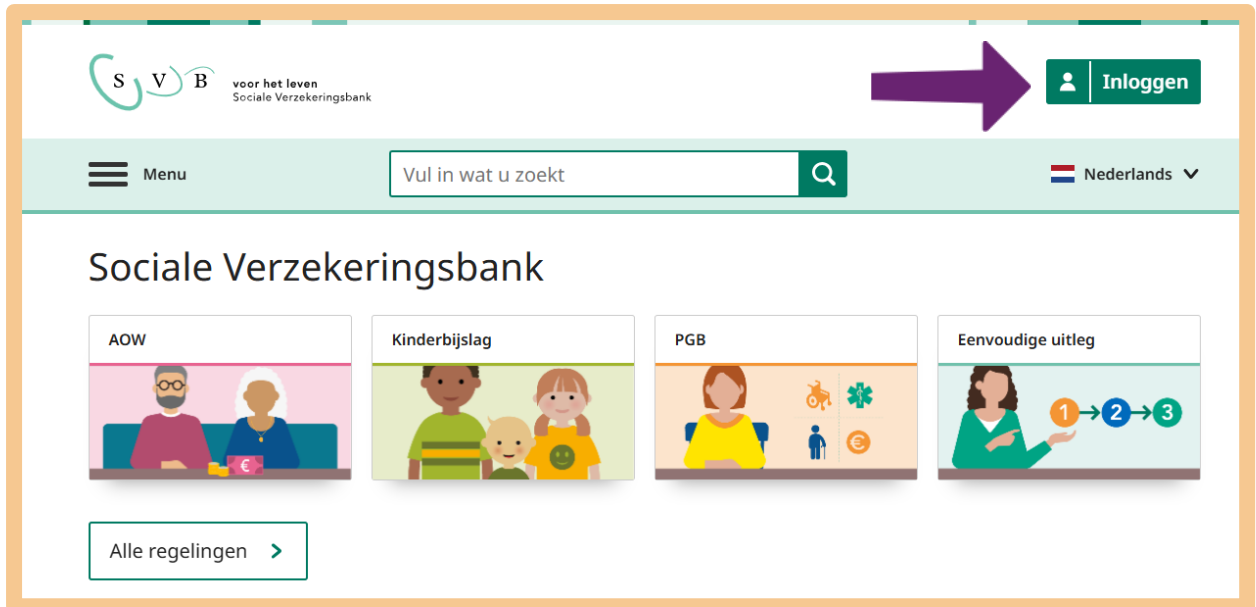 S V B
voor het leven
Sociale Verzekeringsbank
Inloggen
Menu
Vul in wat u zoekt
Nederlands
Sociale Verzekeringsbank
AOW
Kinderbijslag
PGB
Eenvoudige uitleg
€
€
1 2 3
Alle regelingen